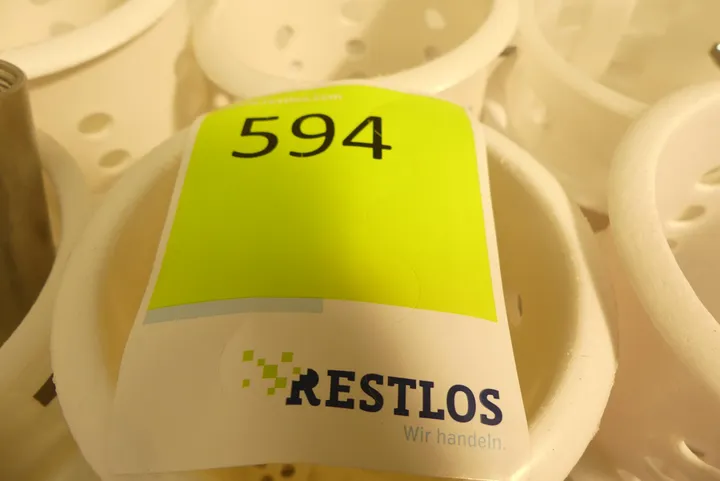 594
RESTLOS
Wir handeln.